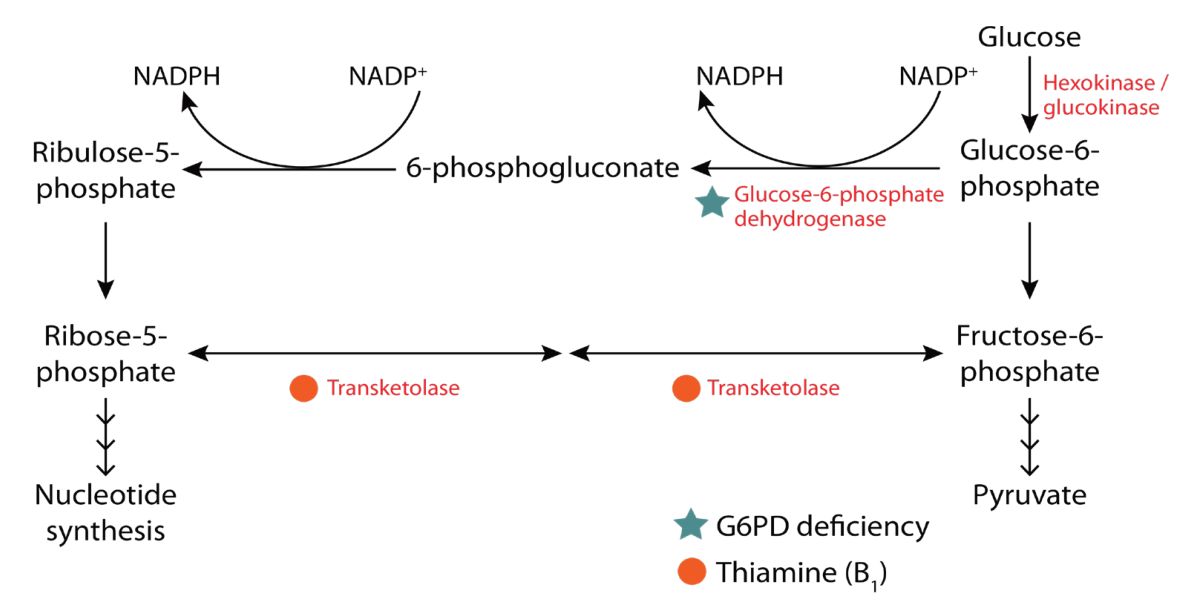 Glucose
NADPH
NADP⁺
NADPH
NADP⁺
Hexokinase /
glucokinase
Ribulose-5-
phosphate
6-phosphogluconate
Glucose-6-
phosphate
Glucose-6-phosphate
dehydrogenase
Ribose-5-
phosphate
Fructose-6-
phosphate
Transketolase
Transketolase
Nucleotide
synthesis
Pyruvate
G6PD deficiency
Thiamine (B₁)